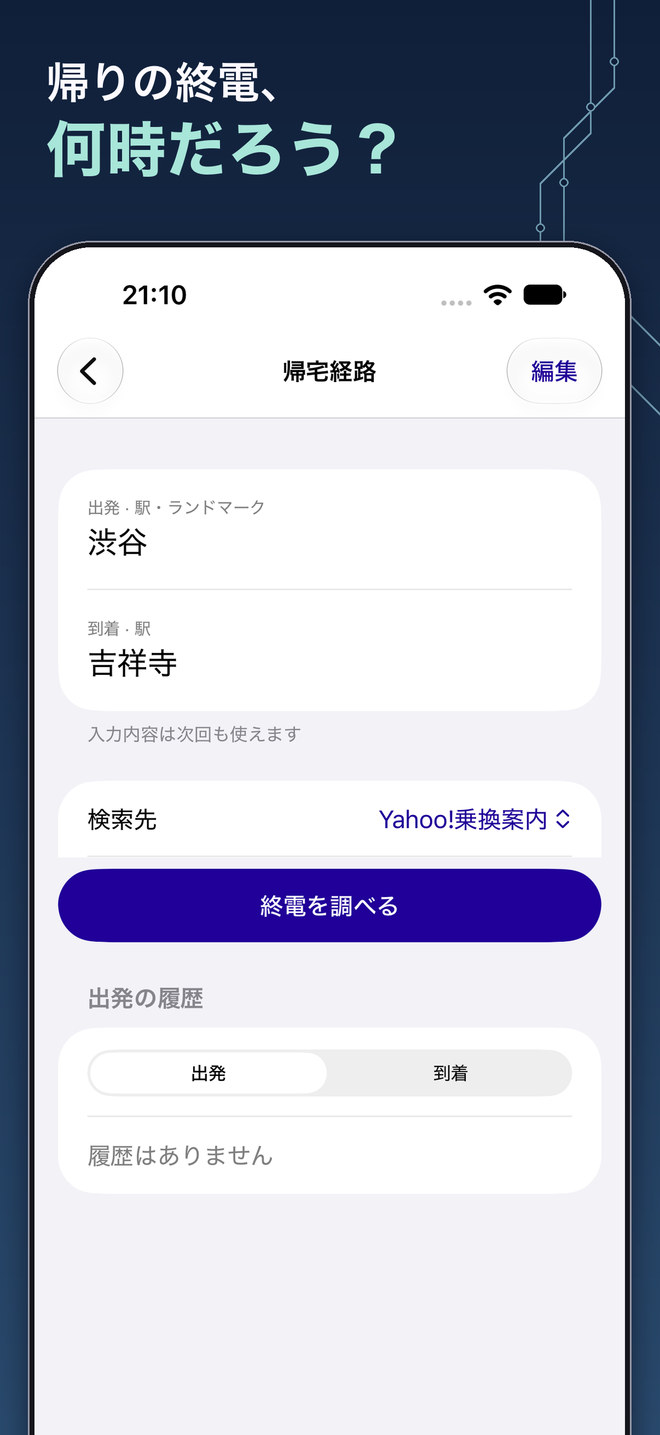 帰りの終電、
何時だろう？
21:10
帰宅経路
編集
出発 · 駅・ランドマーク
渋谷
到着 · 駅
吉祥寺
入力内容は次回も使えます
検索先
Yahoo!乗換案内
終電を調べる
出発の履歴
出発
到着
履歴はありません